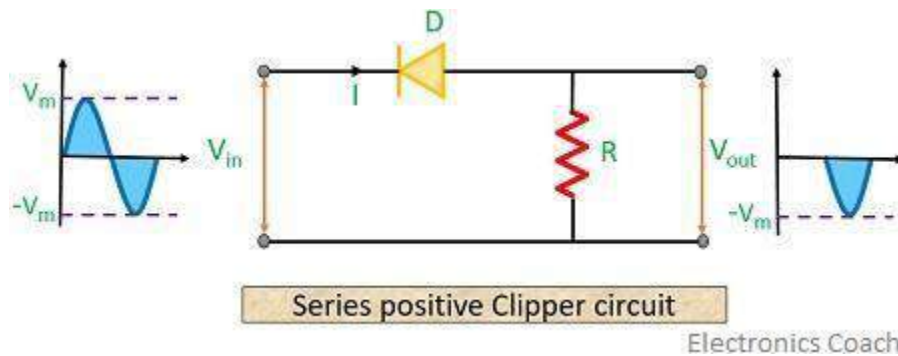 D
Vm
I
Vin
R
Vout
-Vm
-Vm
Series positive Clipper circuit
Electronics Coach